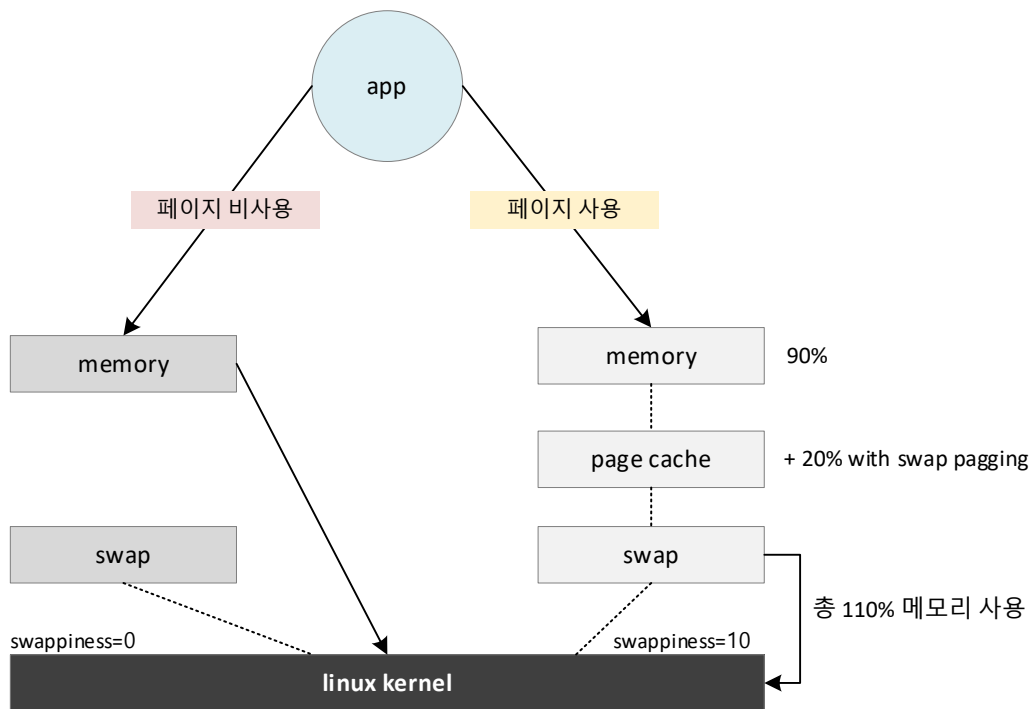 app
페이지 비사용
페이지 사용
memory
memory
90%
page cache
+ 20% with swap pagging
swap
swap
총 110% 메모리 사용
swappiness=0
swappiness=10
linux kernel